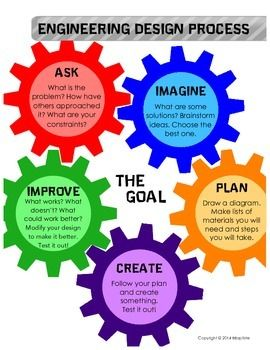 ENGINEERING DESIGN PROCESS
ASK
What is the
problem? How have
others approached
it? What are your
constraints?
IMAGINE
What are some
solutions? Brainstorm
ideas. Choose the
best one.
THE
GOAL
PLAN
Draw a diagram.
Make lists of
materials you will
need and steps
you will take.
CREATE
Follow your plan
and create
something.
Test it out!
IMPROVE
What works? What
doesn't? What could
work better?
Modify your design
to make it better.
Test it out!
Copyright © 2014